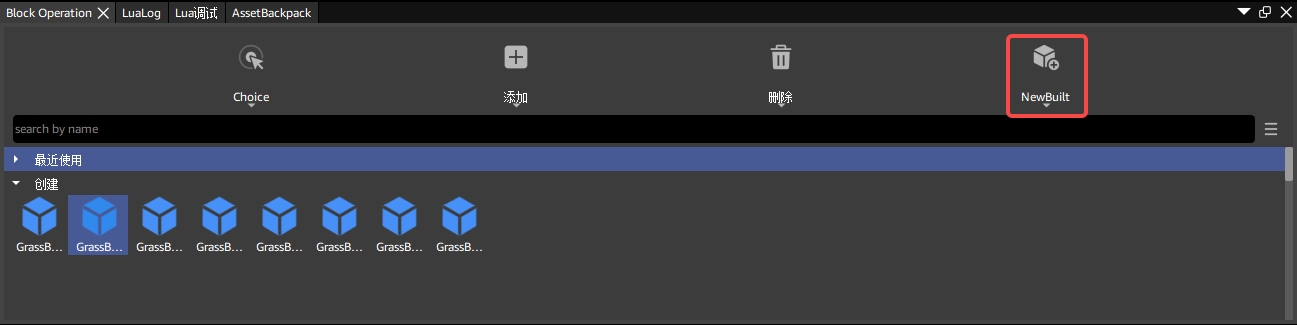 Block Operation LuaLog Lua调试 AssetBackpack
Choice 添加 删除 NewBuilt
search by name
最近使用
创建
GrassB... GrassB... GrassB... GrassB... GrassB... GrassB... GrassB... GrassB...